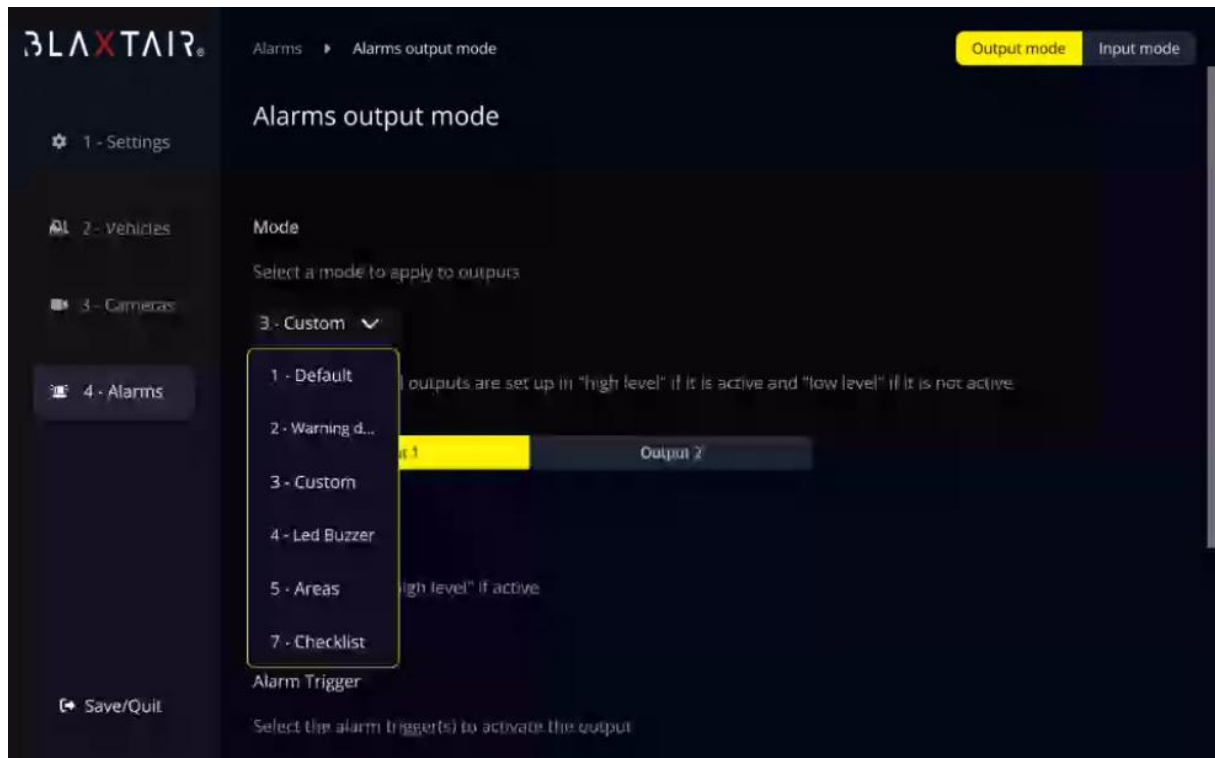 BLAXTAIR®
Alarms ▸ Alarms output mode
Output mode
Input mode
Alarms output mode
1 - Settings
2 - Vehicles
3 - Cameras
4 - Alarms
Save/Quit
Mode
Select a mode to apply to outputs
3 - Custom
1 - Default
2 - Warning d...
3 - Custom
4 - Led Buzzer
5 - Areas
7 - Checklist
outputs are set up in "high level" if it is active and "low level" if it is not active
Output 2
igh level" if active
Alarm Trigger
Select the alarm trigger(s) to activate the output